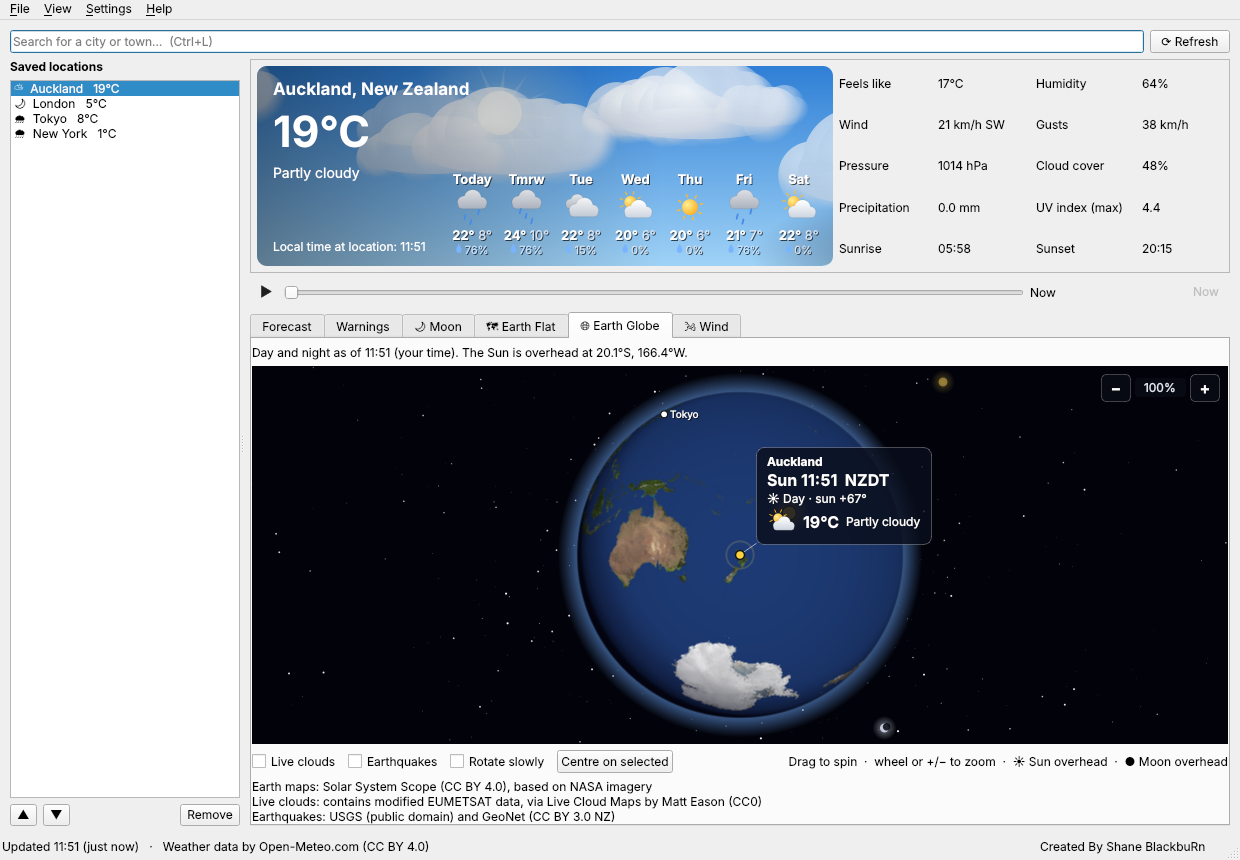 File View Settings Help
Search for a city or town... (Ctrl+L)
⟳ Refresh
Saved locations
Auckland 19°C
London 5°C
Tokyo 8°C
New York 1°C
▲ ▼ Remove
Auckland, New Zealand
19°C
Partly cloudy
Today Tmrw Tue Wed Thu Fri Sat
22° 8° 24° 10° 22° 8° 20° 6° 20° 6° 21° 7° 22° 8°
76% 76% 15% 0% 0% 76% 0%
Local time at location: 11:51
Feels like 17°C Humidity 64%
Wind 21 km/h SW Gusts 38 km/h
Pressure 1014 hPa Cloud cover 48%
Precipitation 0.0 mm UV index (max) 4.4
Sunrise 05:58 Sunset 20:15
Now Now
Forecast Warnings Moon Earth Flat Earth Globe Wind
Day and night as of 11:51 (your time). The Sun is overhead at 20.1°S, 166.4°W.
− 100% +
Tokyo
Auckland
Sun 11:51 NZDT
☀ Day · sun +67°
19°C Partly cloudy
Live clouds Earthquakes Rotate slowly Centre on selected Drag to spin · wheel or +/− to zoom · ☀ Sun overhead · ● Moon overhead
Earth maps: Solar System Scope (CC BY 4.0), based on NASA imagery
Live clouds: contains modified EUMETSAT data, via Live Cloud Maps by Matt Eason (CC0)
Earthquakes: USGS (public domain) and GeoNet (CC BY 3.0 NZ)
Updated 11:51 (just now) · Weather data by Open-Meteo.com (CC BY 4.0)
Created By Shane BlackbuRn